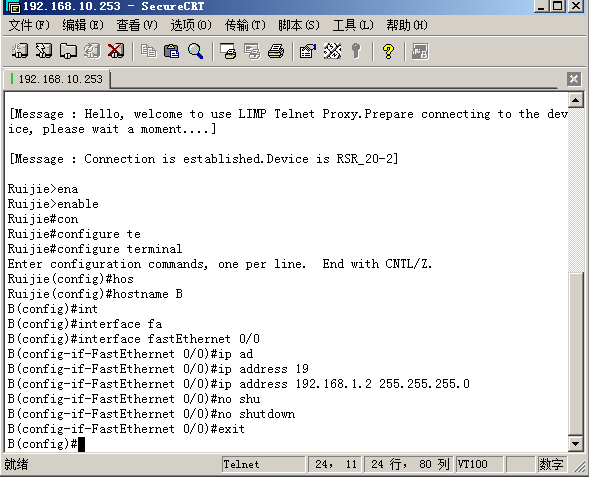 192.168.10.253 - SecureCRT
文件(F) 编辑(E) 查看(V) 选项(O) 传输(T) 脚本(S) 工具(L) 帮助(H)
192.168.10.253
[Message : Hello, welcome to use LIMP Telnet Proxy.Prepare connecting to the dev
ice, please wait a moment....]
[Message : Connection is established.Device is RSR_20-2]
Ruijie>ena
Ruijie>enable
Ruijie#con
Ruijie#configure te
Ruijie#configure terminal
Enter configuration commands, one per line.  End with CNTL/Z.
Ruijie(config)#hos
Ruijie(config)#hostname B
B(config)#int
B(config)#interface fa
B(config)#interface fastEthernet 0/0
B(config-if-FastEthernet 0/0)#ip ad
B(config-if-FastEthernet 0/0)#ip address 19
B(config-if-FastEthernet 0/0)#ip address 192.168.1.2 255.255.255.0
B(config-if-FastEthernet 0/0)#no shu
B(config-if-FastEthernet 0/0)#no shutdown
B(config-if-FastEthernet 0/0)#exit
B(config)#
就绪 Telnet 24, 11 24 行, 80 列 VT100 数字